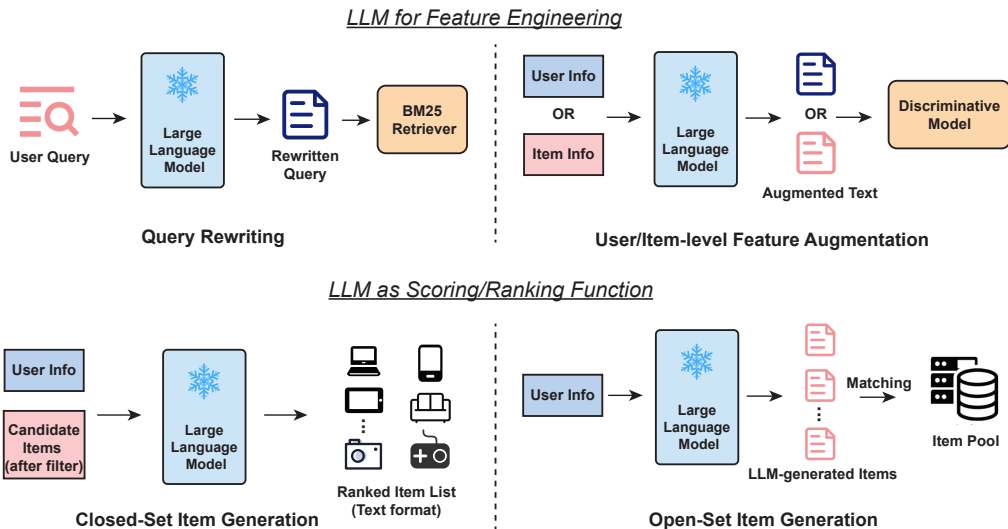 LLM for Feature Engineering
User Query
Large
Language
Model
Rewritten
Query
BM25
Retriever
Query Rewriting
User Info
OR
Item Info
Large
Language
Model
OR
Augmented Text
Discriminative
Model
User/Item-level Feature Augmentation
LLM as Scoring/Ranking Function
User Info
Candidate
Items
(after filter)
Large
Language
Model
Ranked Item List
(Text format)
Closed-Set Item Generation
User Info
Large
Language
Model
LLM-generated Items
Matching
Item Pool
Open-Set Item Generation